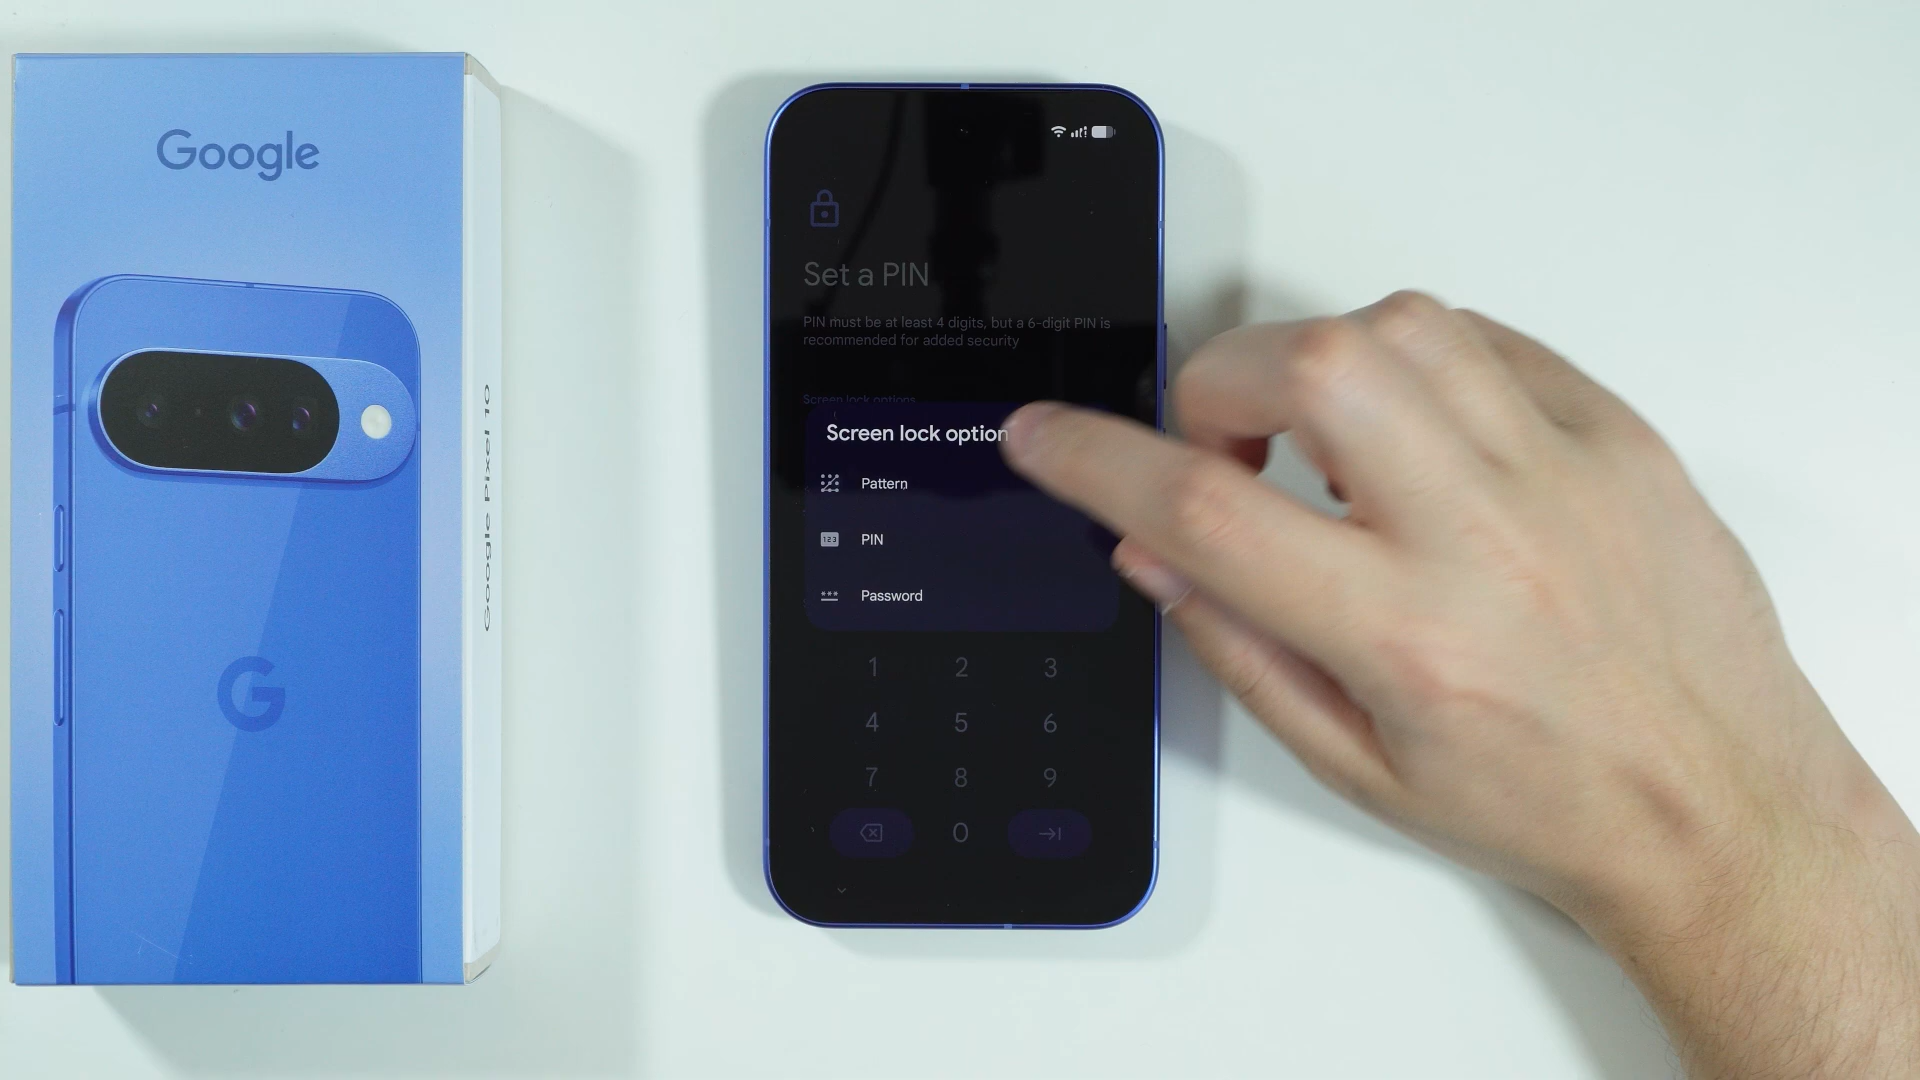 Google
Google Pixel 10
Set a PIN
PIN must be at least 4 digits, but a 6-digit PIN is
recommended for added security
Screen lock options
Screen lock option
Pattern
123
PIN
Password
1 2 3
4 5 6
7 8 9
0